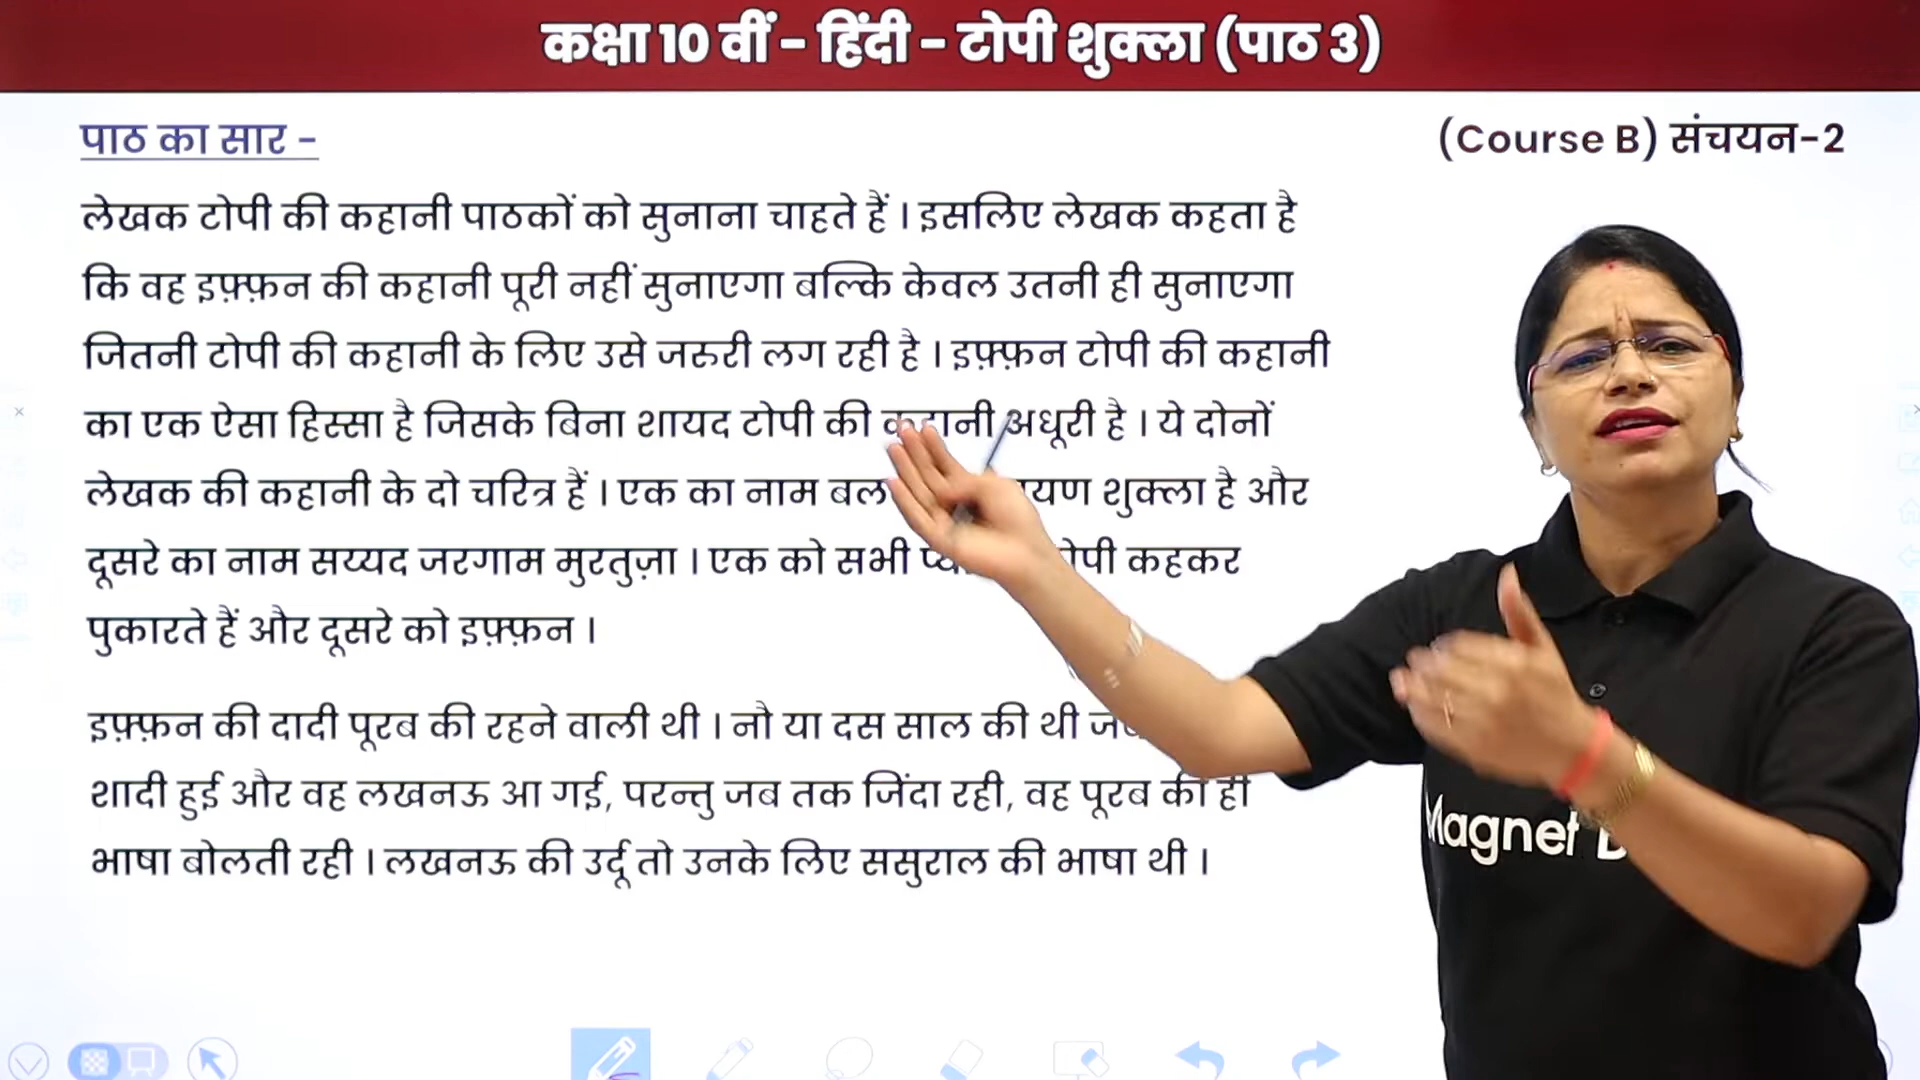 कक्षा 10 वीं - हिंदी - टोपी शुक्ला (पाठ 3)
पाठ का सार -
(Course B) संचयन-2
लेखक टोपी की कहानी पाठकों को सुनाना चाहते हैं । इसलिए लेखक कहता है
कि वह इफ़्फ़न की कहानी पूरी नहीं सुनाएगा बल्कि केवल उतनी ही सुनाएगा
जितनी टोपी की कहानी के लिए उसे जरुरी लग रही है । इफ़्फ़न टोपी की कहानी
का एक ऐसा हिस्सा है जिसके बिना शायद टोपी की कहानी अधूरी है । ये दोनों
लेखक की कहानी के दो चरित्र हैं । एक का नाम शुक्ला है और
दूसरे का नाम सय्यद जरगाम मुरतुज़ा । एक को सभी कहकर
पुकारते हैं और दूसरे को इफ़्फ़न ।
इफ़्फ़न की दादी पूरब की रहने वाली थी । नौ या दस साल की थी
शादी हुई और वह लखनऊ आ गई, परन्तु जब तक जिंदा रही, वह पूरब की ही
भाषा बोलती रही । लखनऊ की उर्दू तो उनके लिए ससुराल की भाषा थी ।
Magnet